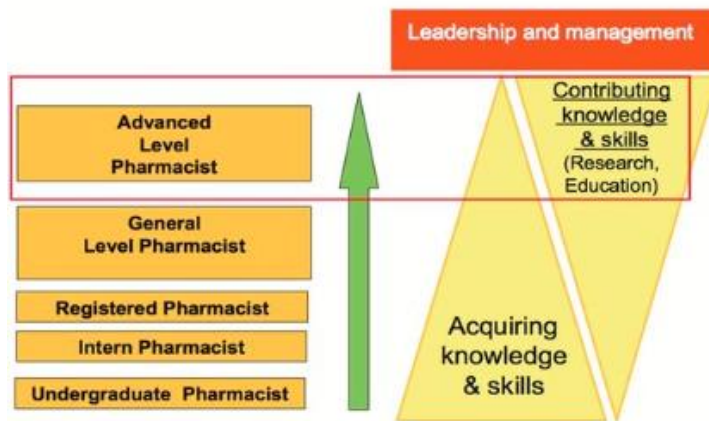 Leadership and management
Contributing
knowledge
& skills
(Research,
Education)
Advanced
Level
Pharmacist
General
Level Pharmacist
Registered Pharmacist
Intern Pharmacist
Undergraduate Pharmacist
Acquiring
knowledge
& skills